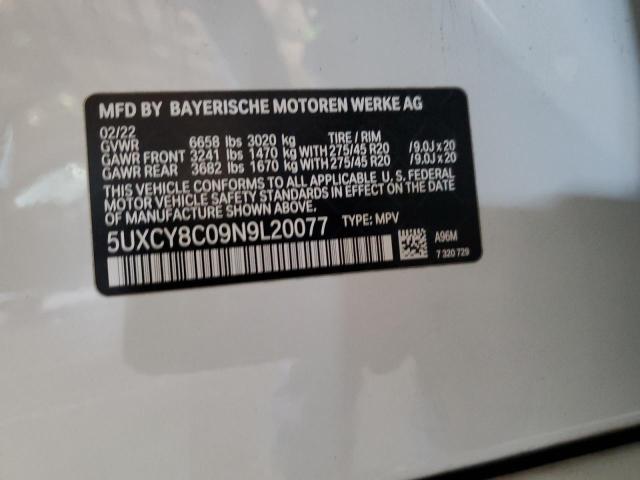 MFD BY BAYERISCHE MOTOREN WERKE AG
02/22
GVWR 6658 lbs 3020 kg TIRE / RIM
GAWR FRONT 3241 lbs 1470 kg WITH 275/45 R20 /9.0J x 20
GAWR REAR 3682 lbs 1670 kg WITH 275/45 R20 /9.0J x 20
THIS VEHICLE CONFORMS TO ALL APPLICABLE U. S. FEDERAL
MOTOR VEHICLE SAFETY STANDARDS IN EFFECT ON THE
DATE OF MANUFACTURE SHOWN ABOVE.
5UXCY8C09N9L20077 TYPE: MPV
A96M
7 320 729